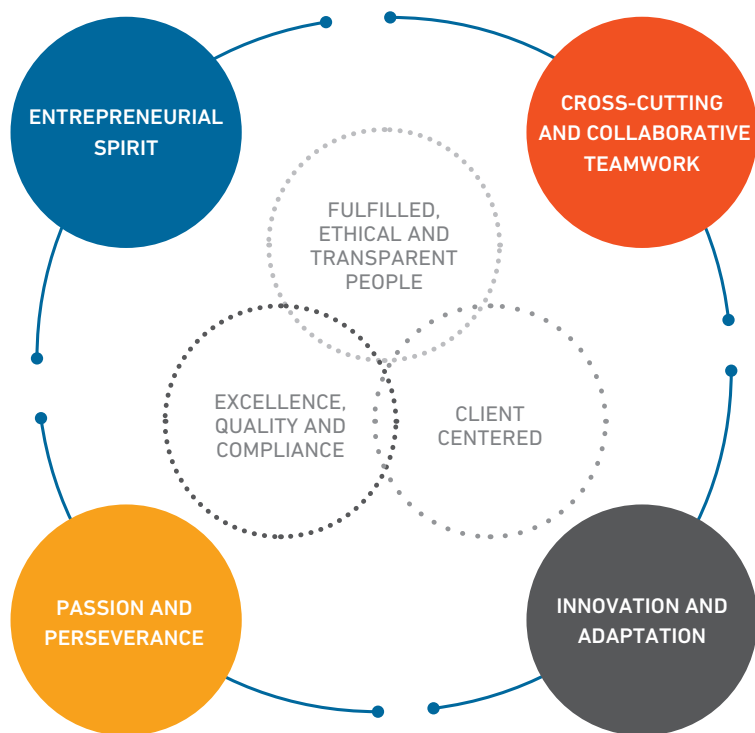 ENTREPRENEURIAL
SPIRIT
CROSS-CUTTING
AND COLLABORATIVE
TEAMWORK
FULFILLED,
ETHICAL AND
TRANSPARENT
PEOPLE
EXCELLENCE,
QUALITY AND
COMPLIANCE
CLIENT
CENTERED
PASSION AND
PERSEVERANCE
INNOVATION AND
ADAPTATION